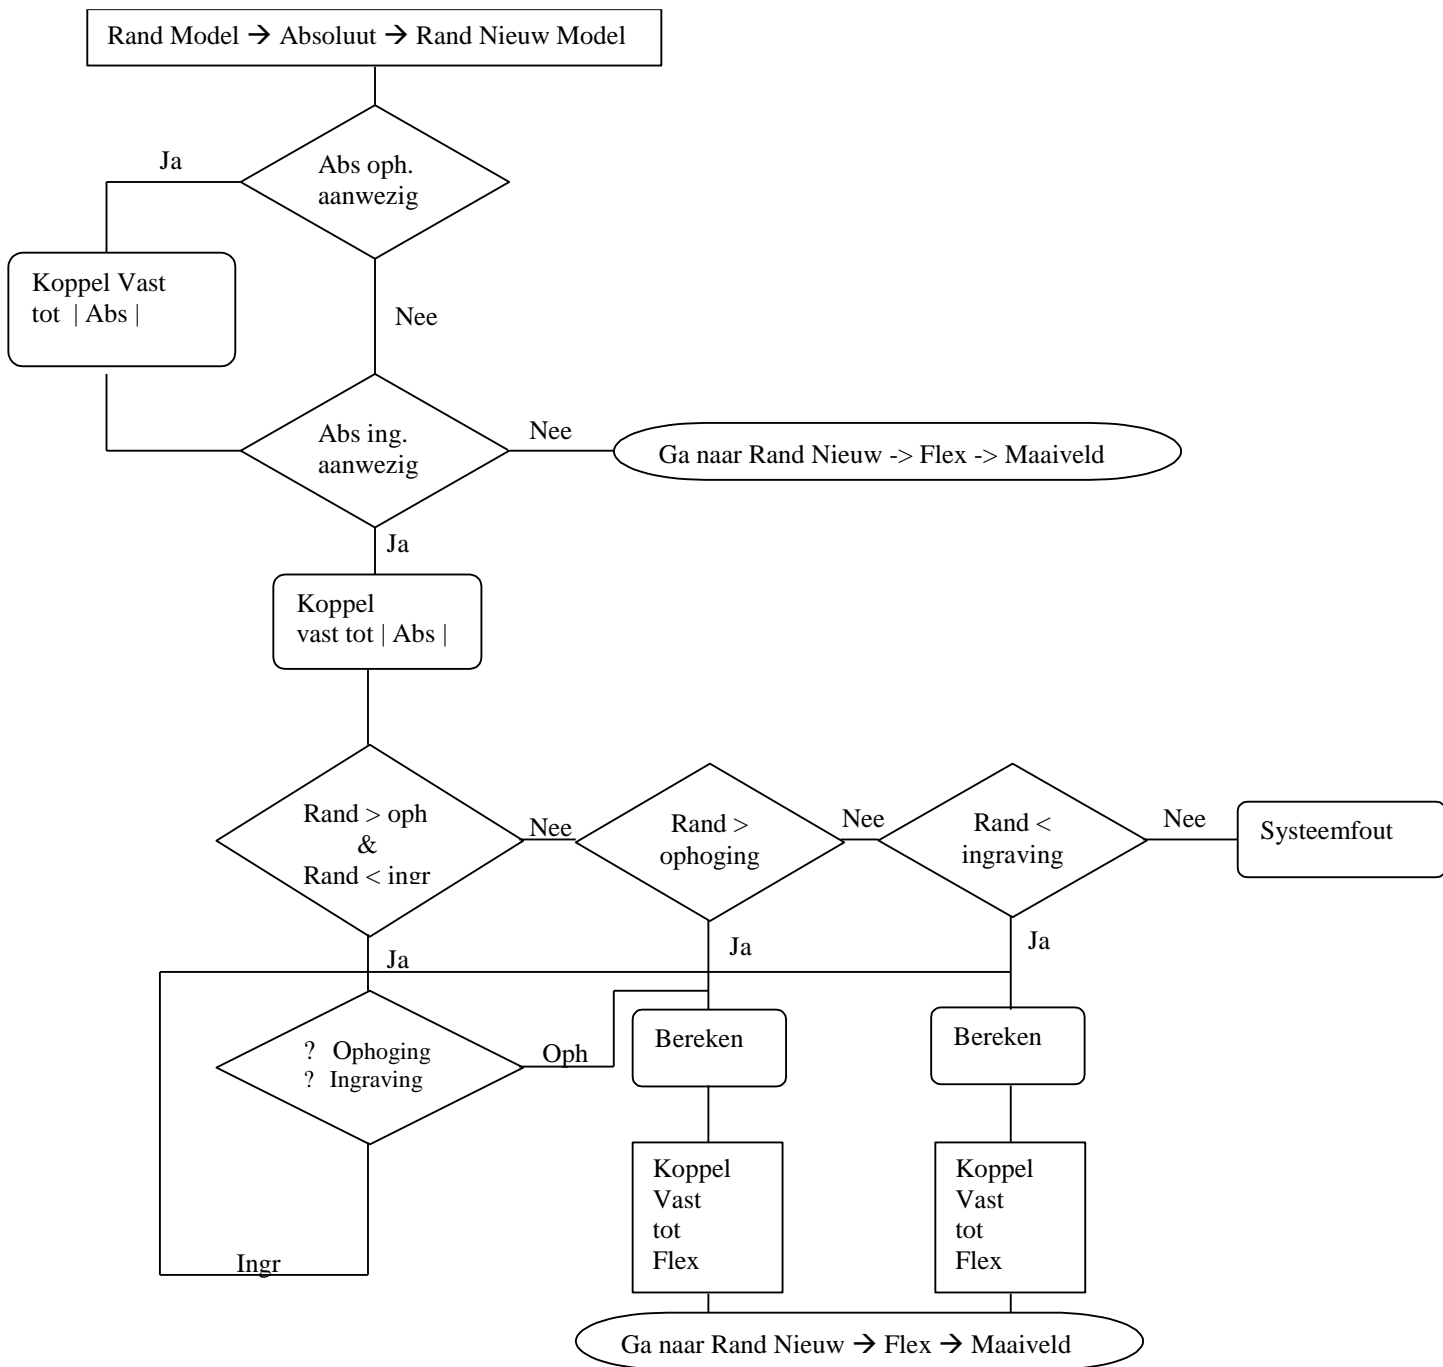 Rand Model → Absoluut → Rand Nieuw Model
Ja
Abs oph.
aanwezig
Koppel Vast
tot | Abs |
Nee
Abs ing.
aanwezig
Nee
Ga naar Rand Nieuw -> Flex -> Maaiveld
Ja
Koppel
vast tot | Abs |
Rand > oph
&
Rand < ingr
Nee
Rand >
ophoging
Nee
Rand <
ingraving
Nee
Systeemfout
Ja
Ja
Ja
? Ophoging
? Ingraving
Oph
Bereken
Bereken
Koppel
Vast
tot
Flex
Koppel
Vast
tot
Flex
Ingr
Ga naar Rand Nieuw → Flex → Maaiveld